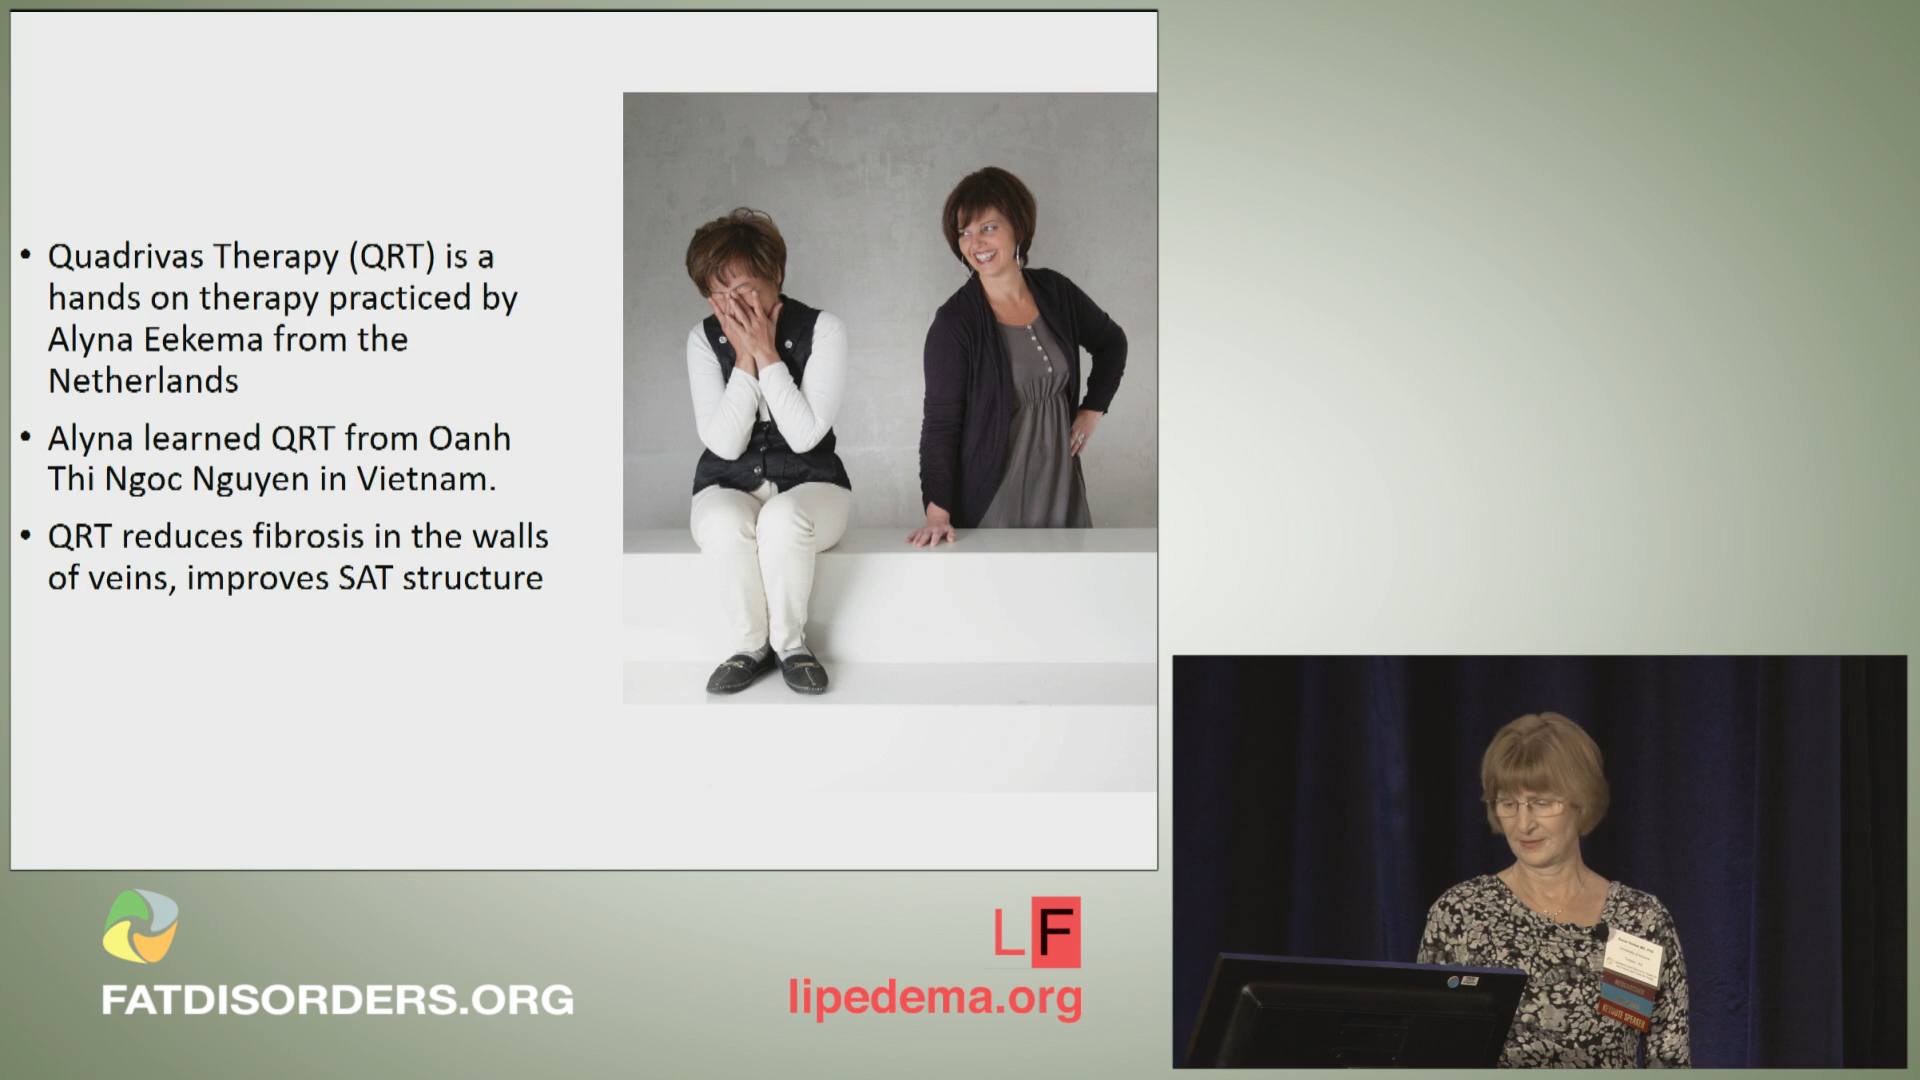 • Quadrivas Therapy (QRT) is a
hands on therapy practiced by
Alyna Eekema from the
Netherlands
• Alyna learned QRT from Oanh
Thi Ngoc Nguyen in Vietnam.
• QRT reduces fibrosis in the walls
of veins, improves SAT structure
FATDISORDERS.ORG
LF
lipedema.org
KEYNOTE SPEAKER